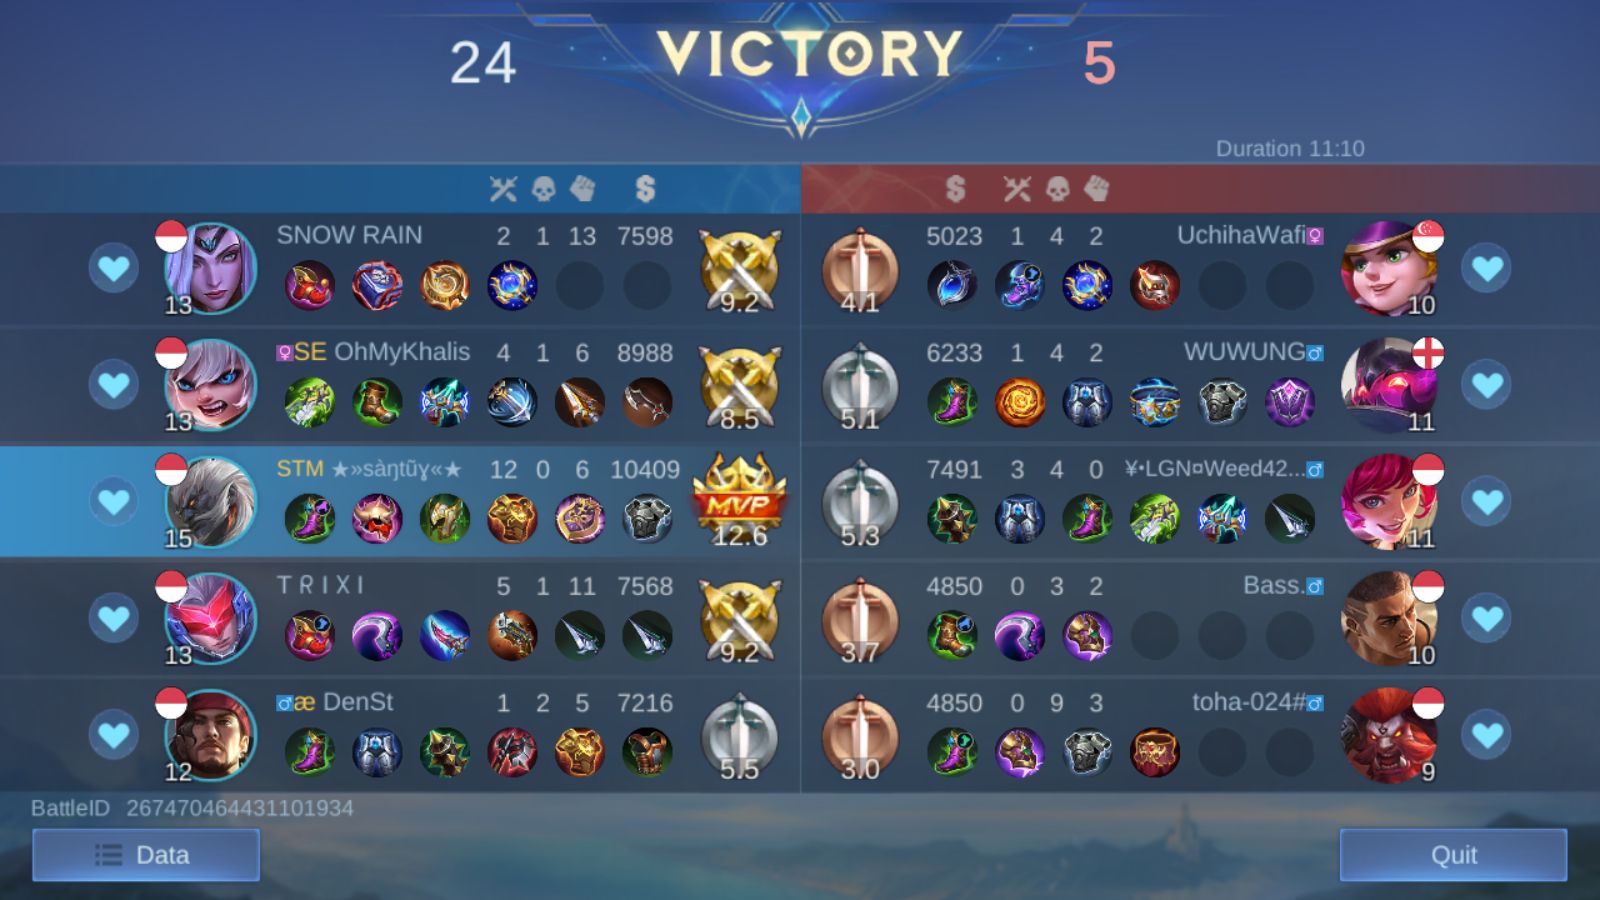 24 VICTORY 5
Duration 11:10
SNOW RAIN 2 1 13 7598
13 9.2
5023 1 4 2 UchihaWafi♀
4.1 10
♀SE OhMyKhalis 4 1 6 8988
13 8.5
6233 1 4 2 WUWUNG♂
5.1 11
STM ★»sàŋtũɣ«★ 12 0 6 10409
MVP
15 12.6
7491 3 4 0 ¥•LGN¤Weed42...♂
5.3 11
T R I X I 5 1 11 7568
13 9.2
4850 0 3 2 Bass.♂
3.7 10
♂æ DenSt 1 2 5 7216
12 5.5
4850 0 9 3 toha-024#♂
3.0 9
BattleID 267470464431101934
Data
Quit